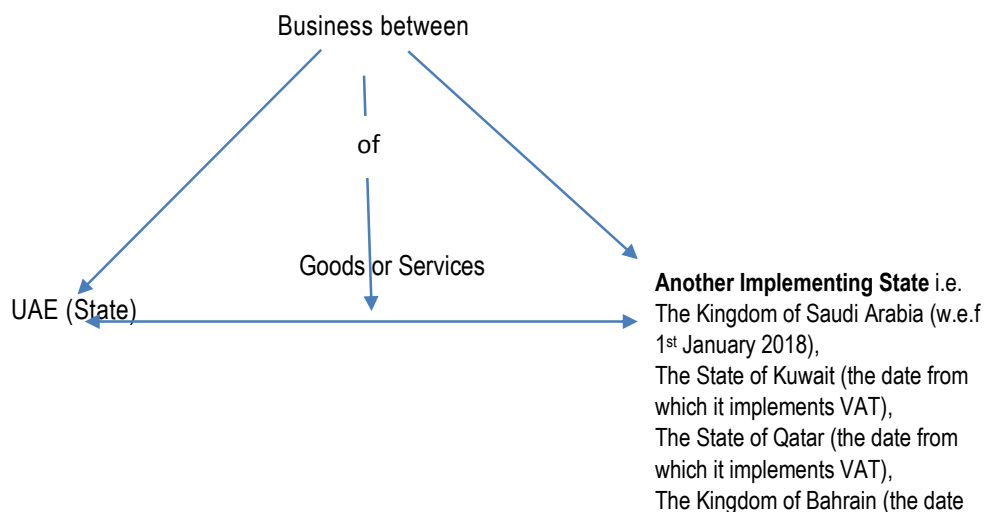 Business between
of
Goods or Services
UAE (State)
Another Implementing State i.e.
The Kingdom of Saudi Arabia (w.e.f
1st January 2018),
The State of Kuwait (the date from
which it implements VAT),
The State of Qatar (the date from
which it implements VAT),
The Kingdom of Bahrain (the date